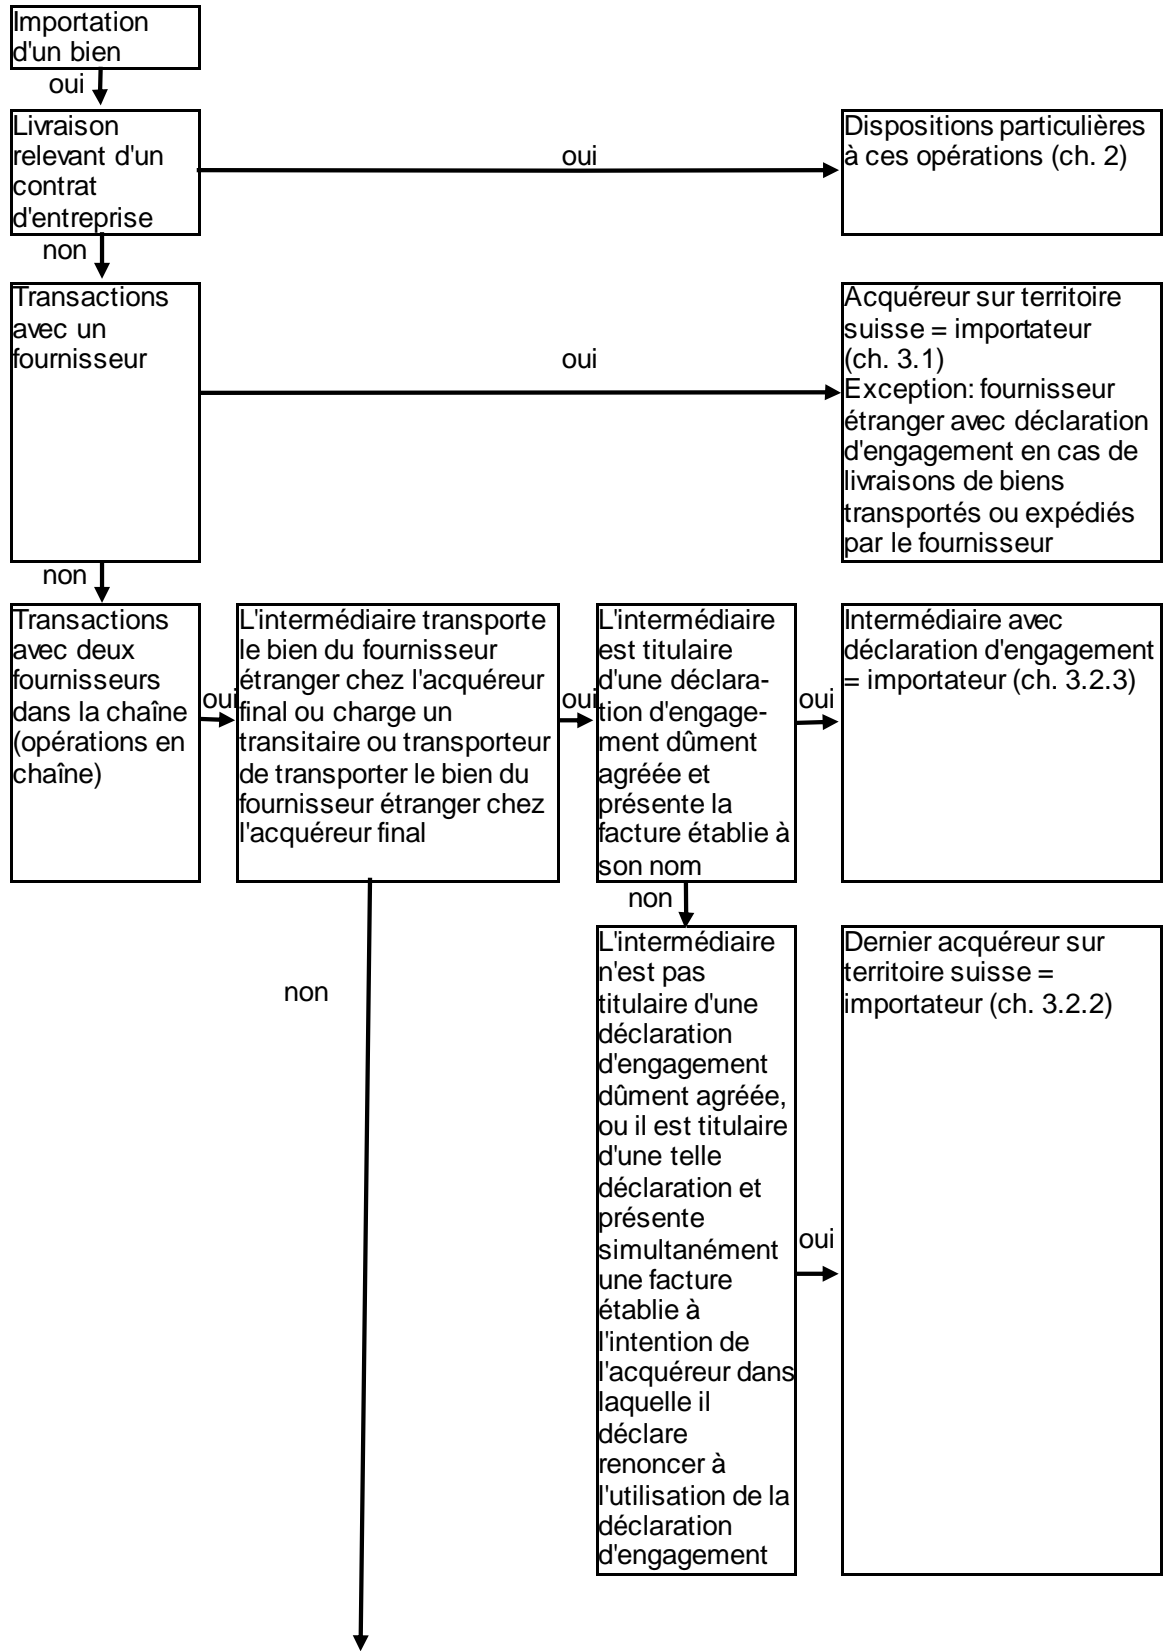 Importation
d'un bien
oui
Livraison
relevant d'un
contrat
d'entreprise
oui
Dispositions particulières
à ces opérations (ch. 2)
non
Transactions
avec un
fournisseur
oui
Acquéreur sur territoire
suisse = importateur
(ch. 3.1)
Exception: fournisseur
étranger avec déclaration
d'engagement en cas de
livraisons de biens
transportés ou expédiés
par le fournisseur
non
Transactions
avec deux
fournisseurs
dans la chaîne
(opérations en
chaîne)
oui
L'intermédiaire transporte
le bien du fournisseur
étranger chez l'acquéreur
final ou charge un
transitaire ou transporteur
de transporter le bien du
fournisseur étranger chez
l'acquéreur final
oui
L'intermédiaire
est titulaire
d'une déclara-
tion d'engage-
ment dûment
agréée et
présente la
facture établie à
son nom
oui
Intermédiaire avec
déclaration d'engagement
= importateur (ch. 3.2.3)
non
non
L'intermédiaire
n'est pas
titulaire d'une
déclaration
d'engagement
dûment agréée,
ou il est titulaire
d'une telle
déclaration et
présente
simultanément
une facture
établie à
l'intention de
l'acquéreur dans
laquelle il
déclare
renoncer à
l'utilisation de la
déclaration
d'engagement
oui
Dernier acquéreur sur
territoire suisse =
importateur (ch. 3.2.2)